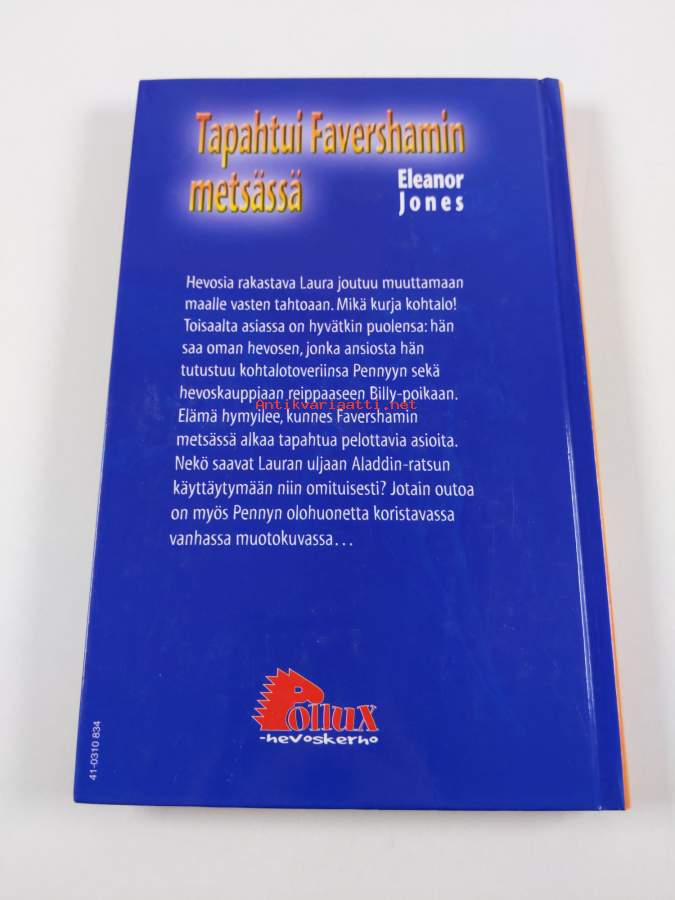 Tapahtui Favershamin
metsässä
Eleanor
Jones
Hevosia rakastava Laura joutuu muuttamaan
maalle vasten tahtoaan. Mikä kurja kohtalo!
Toisaalta asiassa on hyvätkin puolensa: hän
saa oman hevosen, jonka ansiosta hän
tutustuu kohtalotoveriinsa Pennyyn sekä
hevoskauppiaan reippaaseen Billy-poikaan.
Antikvariaatti.net
Elämä hymyilee, kunnes Favershamin
metsässä alkaa tapahtua pelottavia asioita.
Nekö saavat Lauran uljaan Aladdin-ratsun
käyttäytymään niin omituisesti? Jotain outoa
on myös Pennyn olohuonetta koristavassa
vanhassa muotokuvassa...
Pollux
-hevoskerho
41-0310 834